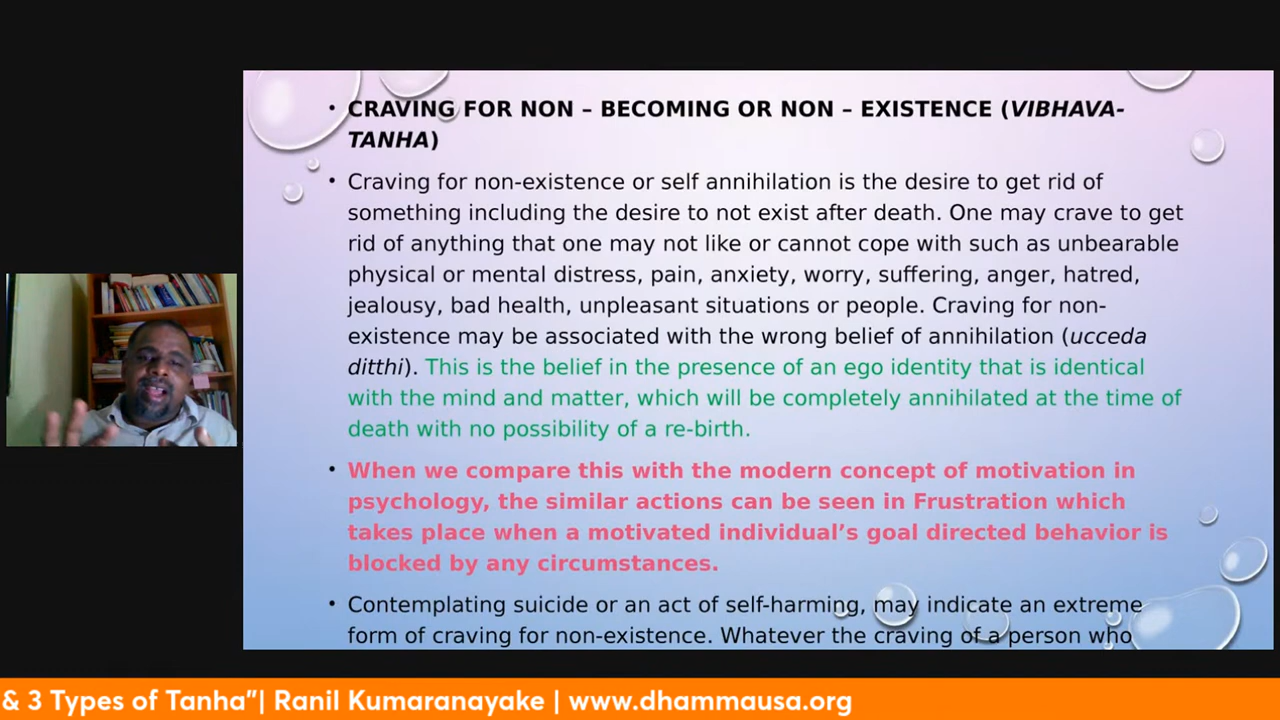 • CRAVING FOR NON – BECOMING OR NON – EXISTENCE (VIBHAVA-
TANHA)
• Craving for non-existence or self annihilation is the desire to get rid of
something including the desire to not exist after death. One may crave to get
rid of anything that one may not like or cannot cope with such as unbearable
physical or mental distress, pain, anxiety, worry, suffering, anger, hatred,
jealousy, bad health, unpleasant situations or people. Craving for non-
existence may be associated with the wrong belief of annihilation (ucceda
ditthi). This is the belief in the presence of an ego identity that is identical
with the mind and matter, which will be completely annihilated at the time of
death with no possibility of a re-birth.
• When we compare this with the modern concept of motivation in
psychology, the similar actions can be seen in Frustration which
takes place when a motivated individual’s goal directed behavior is
blocked by any circumstances.
• Contemplating suicide or an act of self-harming, may indicate an extreme
form of craving for non-existence. Whatever the craving of a person who
& 3 Types of Tanha”| Ranil Kumaranayake | www.dhammausa.org